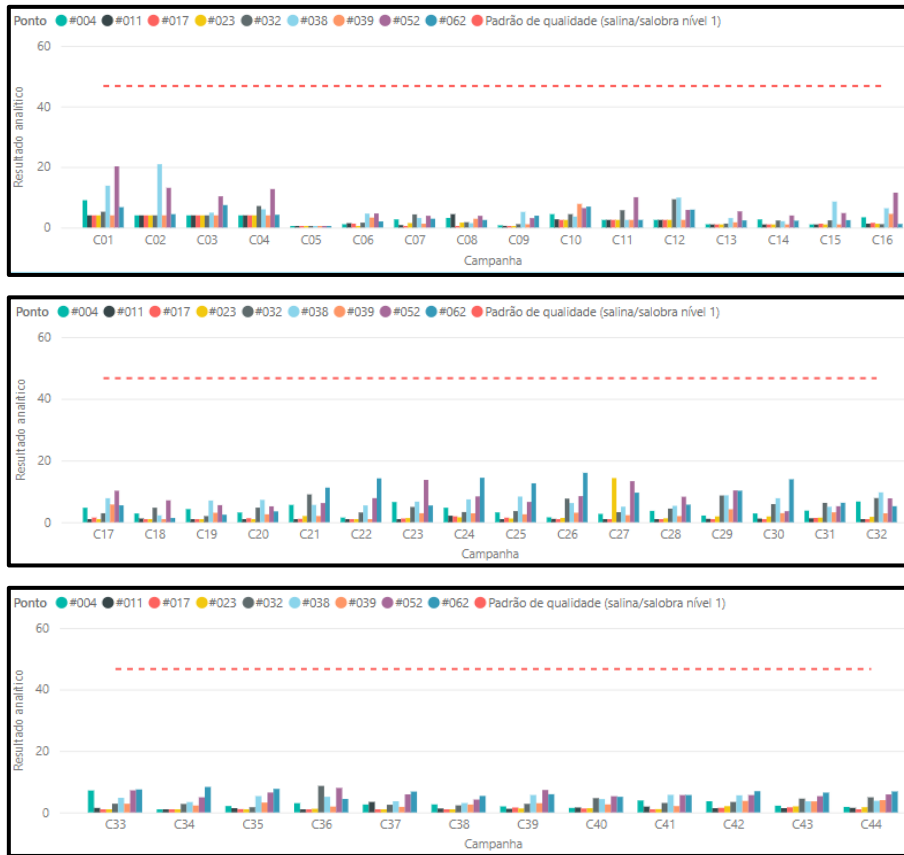 Ponto #004 #011 #017 #023 #032 #038 #039 #052 #062 Padrão de qualidade (salina/salobra nível 1)
60
40
20
0
Resultado analítico
C01 C02 C03 C04 C05 C06 C07 C08 C09 C10 C11 C12 C13 C14 C15 C16
Campanha
Ponto #004 #011 #017 #023 #032 #038 #039 #052 #062 Padrão de qualidade (salina/salobra nível 1)
60
40
20
0
Resultado analítico
C17 C18 C19 C20 C21 C22 C23 C24 C25 C26 C27 C28 C29 C30 C31 C32
Campanha
Ponto #004 #011 #017 #023 #032 #038 #039 #052 #062 Padrão de qualidade (salina/salobra nível 1)
60
40
20
0
Resultado analítico
C33 C34 C35 C36 C37 C38 C39 C40 C41 C42 C43 C44
Campanha